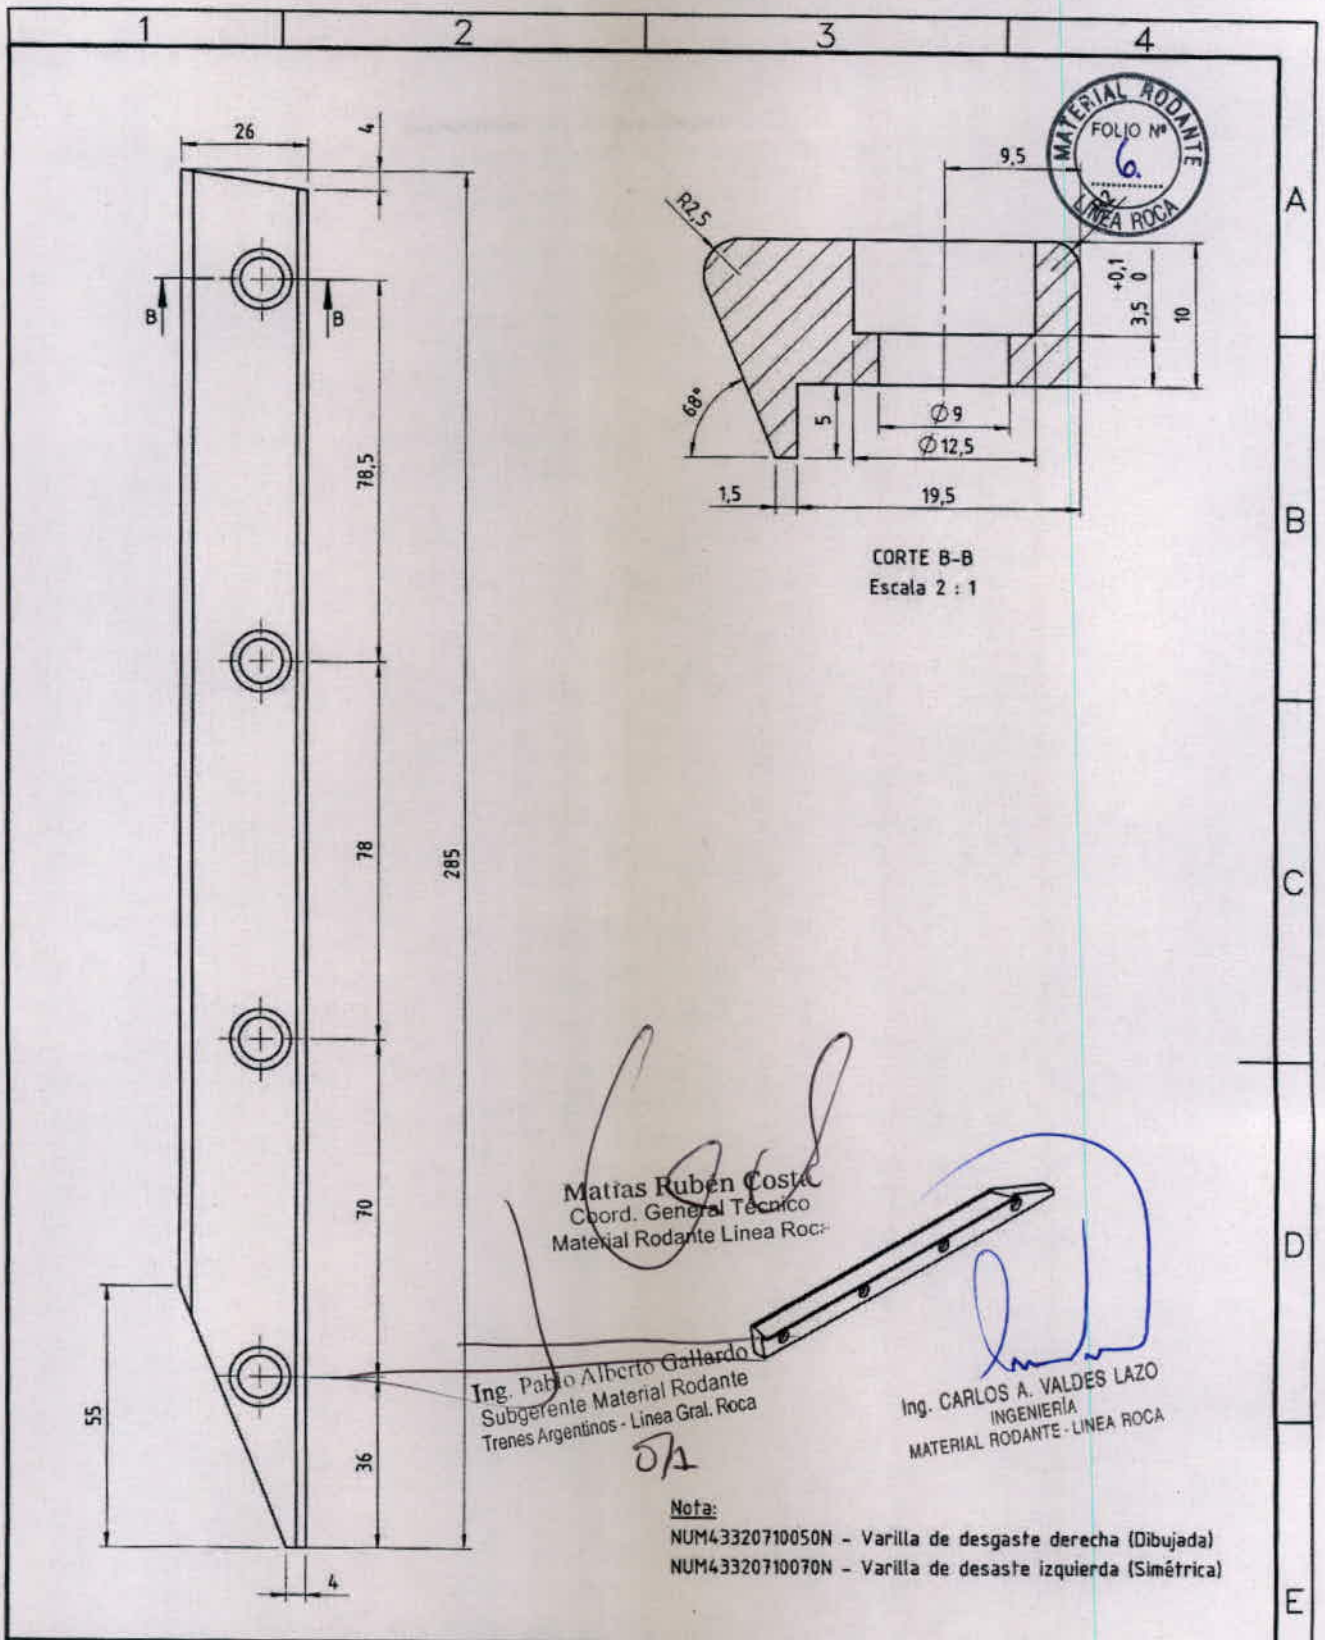 1 2 3 4
A
B
C
D
E
MATERIAL RODANTE
FOLIO Nº
6.
LINEA ROCA
26
4
B B
78,5
78
285
70
55
36
4
9,5
R2,5
+0,1
0
3,5
10
68°
5
Ø9
Ø12,5
1,5 19,5
CORTE B-B
Escala 2 : 1
Matías Rubén Costa
Coord. General Técnico
Material Rodante Línea Roca
Ing. Pablo Alberto Gallardo
Subgerente Material Rodante
Trenes Argentinos - Línea Gral. Roca
Ing. CARLOS A. VALDES LAZO
INGENIERÍA
MATERIAL RODANTE - LINEA ROCA
Nota:
NUM43320710050N - Varilla de desgaste derecha (Dibujada)
NUM43320710070N - Varilla de desaste izquierda (Simétrica)